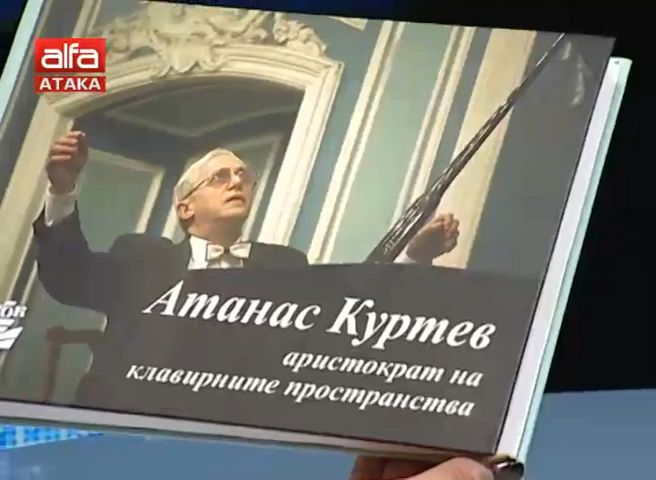 alfa
АТАКА
Атанас Куртев
аристократ на
клавирните пространства